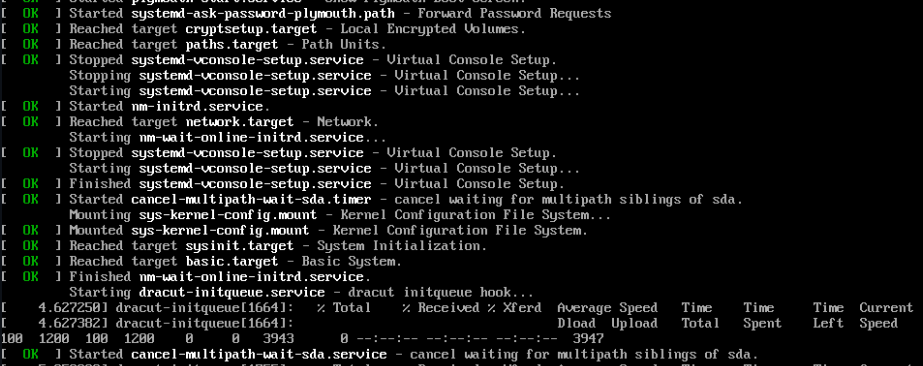 [  OK  ] Started systemd-ask-password-plymouth.path - Forward Password Requests
[  OK  ] Reached target cryptsetup.target - Local Encrypted Volumes.
[  OK  ] Reached target paths.target - Path Units.
[  OK  ] Stopped systemd-vconsole-setup.service - Virtual Console Setup.
         Stopping systemd-vconsole-setup.service - Virtual Console Setup...
         Starting systemd-vconsole-setup.service - Virtual Console Setup...
[  OK  ] Started nm-initrd.service.
[  OK  ] Reached target network.target - Network.
         Starting nm-wait-online-initrd.service...
[  OK  ] Stopped systemd-vconsole-setup.service - Virtual Console Setup.
         Starting systemd-vconsole-setup.service - Virtual Console Setup...
[  OK  ] Finished systemd-vconsole-setup.service - Virtual Console Setup.
[  OK  ] Started cancel-multipath-wait-sda.timer - cancel waiting for multipath siblings of sda.
         Mounting sys-kernel-config.mount - Kernel Configuration File System...
[  OK  ] Mounted sys-kernel-config.mount - Kernel Configuration File System.
[  OK  ] Reached target sysinit.target - System Initialization.
[  OK  ] Reached target basic.target - Basic System.
[  OK  ] Finished nm-wait-online-initrd.service.
         Starting dracut-initqueue.service - dracut initqueue hook...
[    4.627250] dracut-initqueue[1664]:   % Total    % Received % Xferd  Average Speed   Time    Time     Time  Current
[    4.627382] dracut-initqueue[1664]:                                  Dload  Upload   Total   Spent    Left  Speed
100  1200  100  1200    0     0   3943      0 --:--:-- --:--:-- --:--:--  3947
[  OK  ] Started cancel-multipath-wait-sda.service - cancel waiting for multipath siblings of sda.